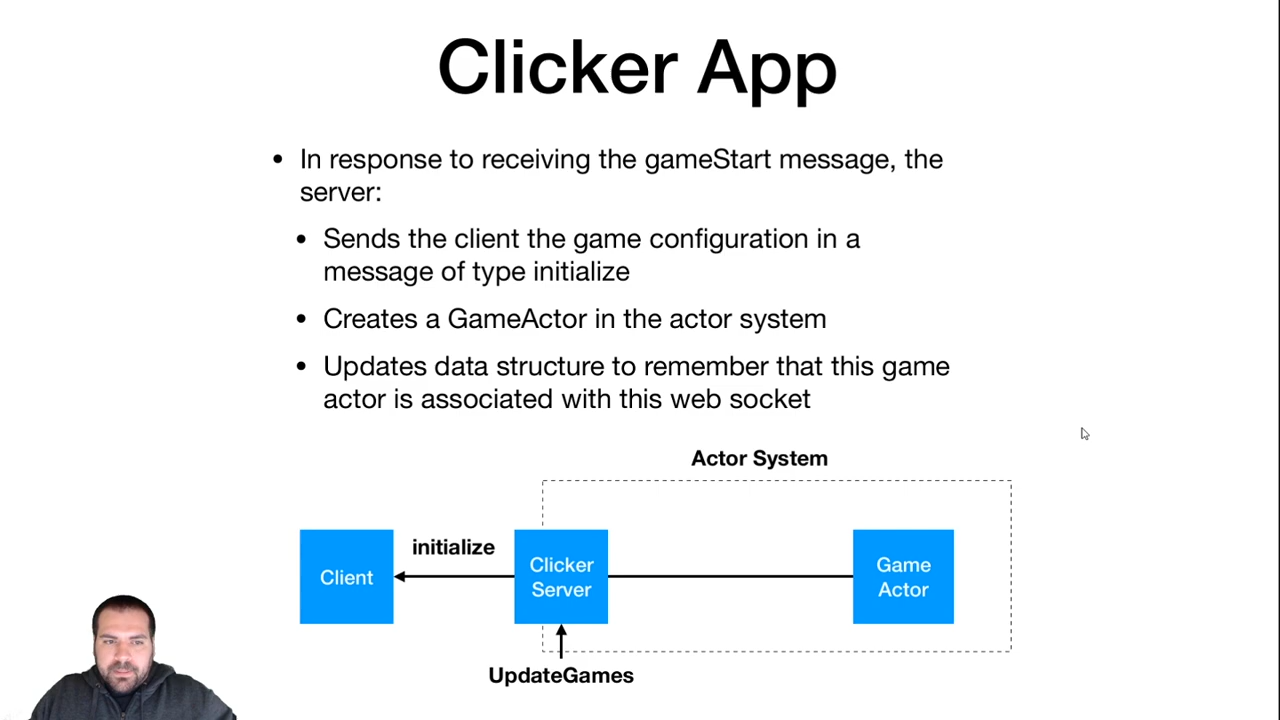 Clicker App
• In response to receiving the gameStart message, the
server:
• Sends the client the game configuration in a
message of type initialize
• Creates a GameActor in the actor system
• Updates data structure to remember that this game
actor is associated with this web socket
Actor System
initialize
Client
Clicker
Server
Game
Actor
UpdateGames